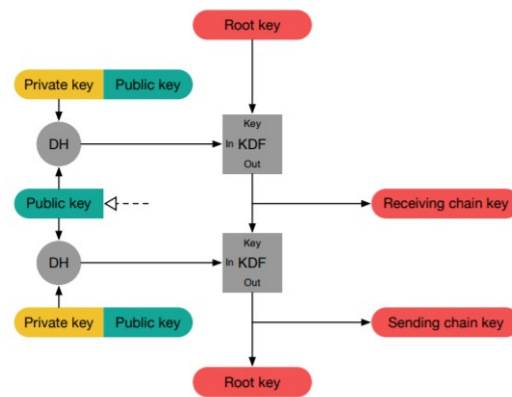 Root key
Private key Public key
Key
DH
In KDF
Out
Public key
Receiving chain key
Key
DH
In KDF
Out
Private key Public key
Sending chain key
Root key